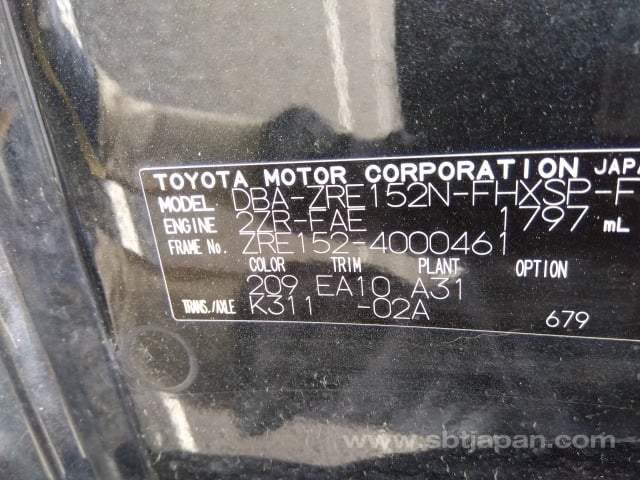 TOYOTA MOTOR CORPORATION JAPA
MODEL DBA-ZRE152N-FHXSP-F
ENGINE 2ZR-FAE 1797 mL
FRAME No. ZRE152-4000461
COLOR TRIM PLANT OPTION
209 EA10 A31
TRANS./AXLE K311 -02A 679
www.sbtjapan.com